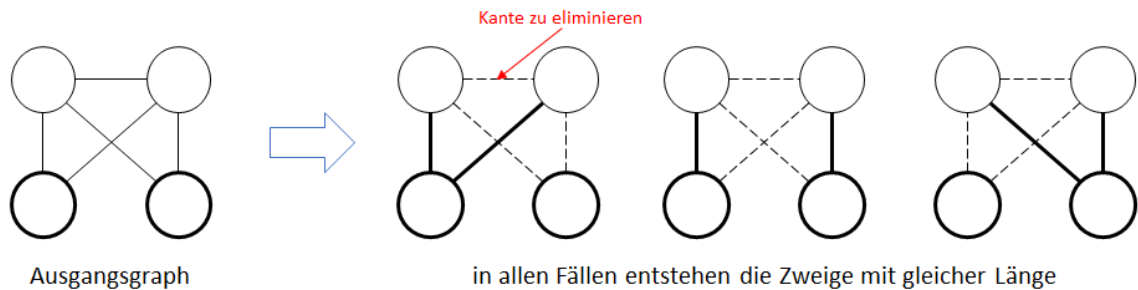 Kante zu eliminieren
Ausgangsgraph
in allen Fällen entstehen die Zweige mit gleicher Länge